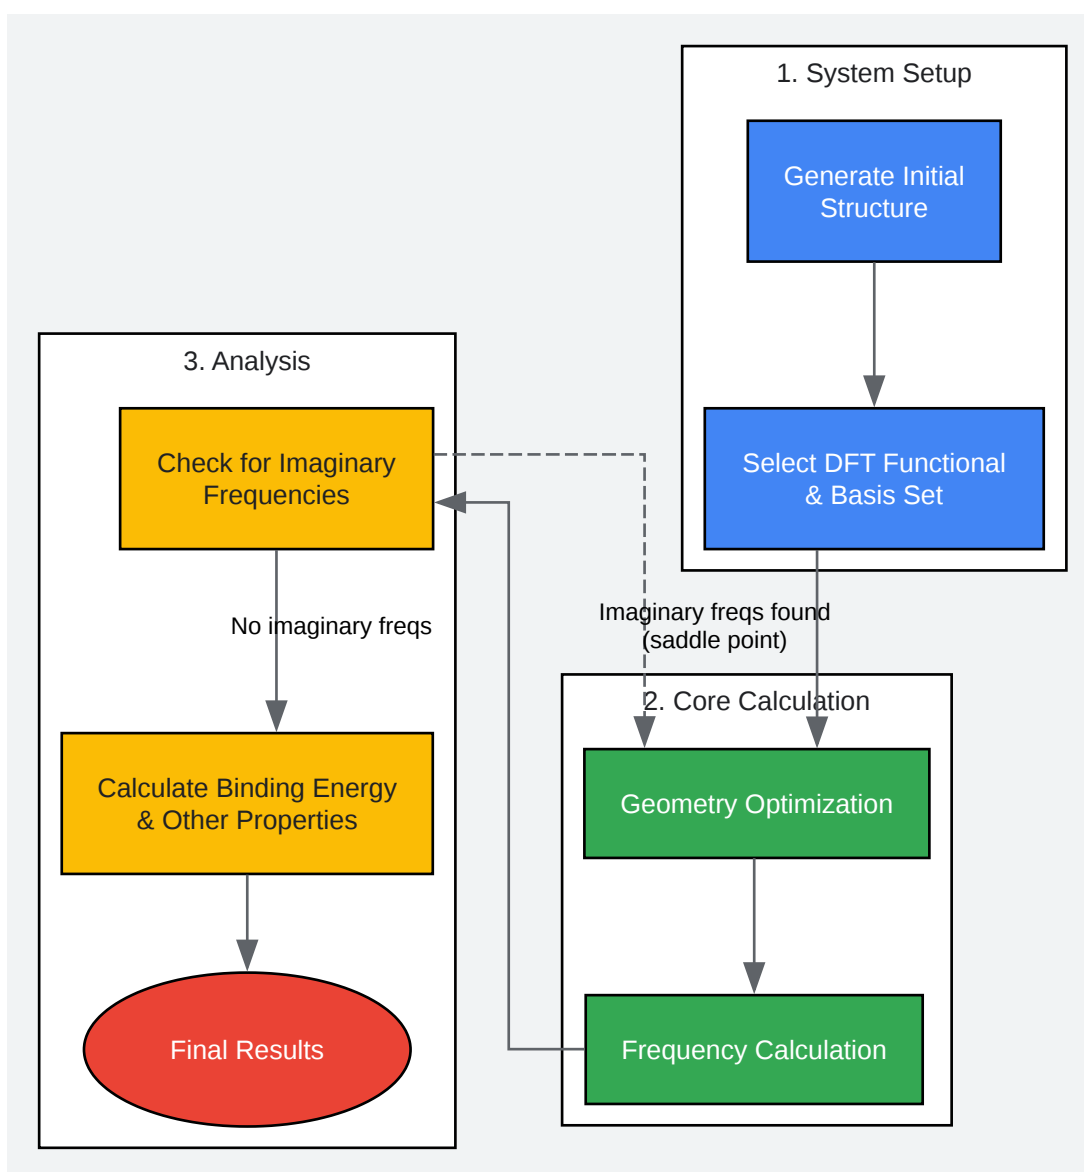 1. System Setup
Generate Initial
Structure
Select DFT Functional
& Basis Set
Imaginary freqs found
(saddle point)
2. Core Calculation
Geometry Optimization
Frequency Calculation
3. Analysis
Check for Imaginary
Frequencies
No imaginary freqs
Calculate Binding Energy
& Other Properties
Final Results